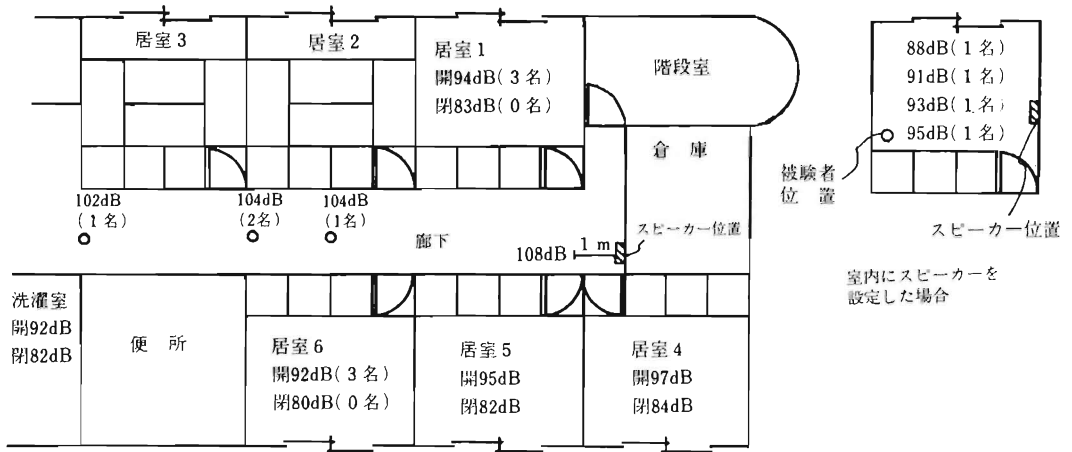 居室3
居室2
居室1
開94dB(3名)
閉83dB(0名)
階段室
倉庫
102dB
(1名)
104dB
(2名)
104dB
(1名)
廊下
108dB
1m
スピーカー位置
洗濯室
開92dB
閉82dB
便所
居室6
開92dB(3名)
閉80dB(0名)
居室5
開95dB
閉82dB
居室4
開97dB
閉84dB
88dB(1名)
91dB(1名)
93dB(1名)
95dB(1名)
被験者
位置
スピーカー位置
室内にスピーカーを
設定した場合